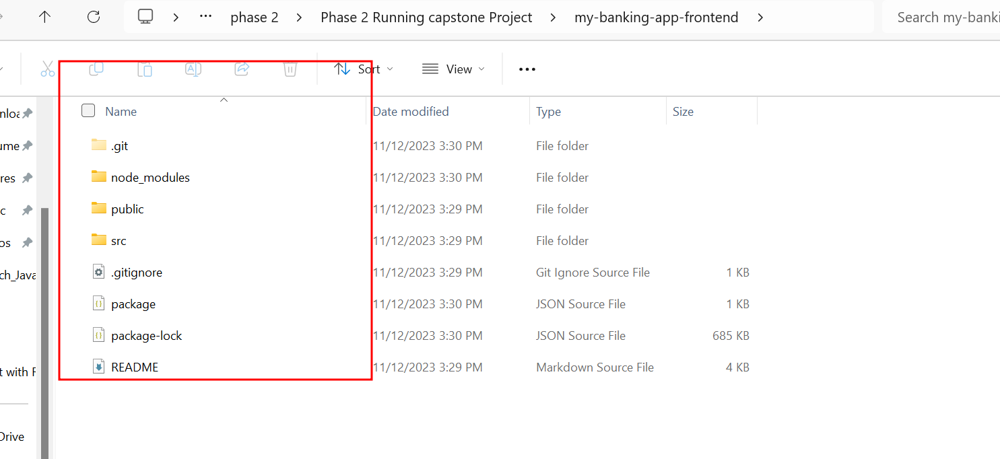 phase 2 Phase 2 Running capstone Project my-banking-app-frontend Search my-banki
Sort View
Name Date modified Type Size
nloa
.git 11/12/2023 3:30 PM File folder
ume
node_modules 11/12/2023 3:30 PM File folder
res
public 11/12/2023 3:29 PM File folder
c
src 11/12/2023 3:29 PM File folder
os
.gitignore 11/12/2023 3:29 PM Git Ignore Source File 1 KB
ch_Java
package 11/12/2023 3:30 PM JSON Source File 1 KB
package-lock 11/12/2023 3:30 PM JSON Source File 685 KB
README 11/12/2023 3:29 PM Markdown Source File 4 KB
t with F
Drive